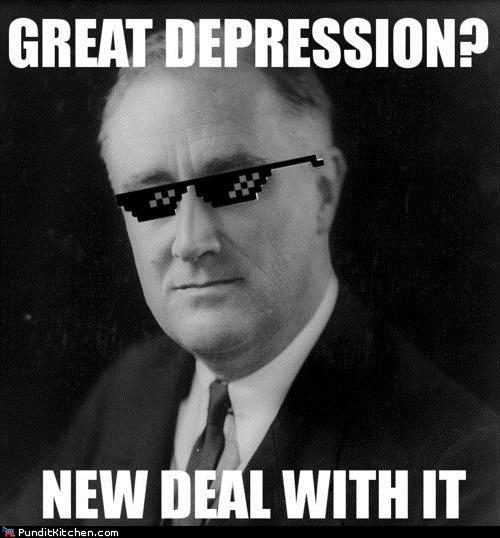 GREAT DEPRESSION?
NEW DEAL WITH IT
PunditKitchen.com